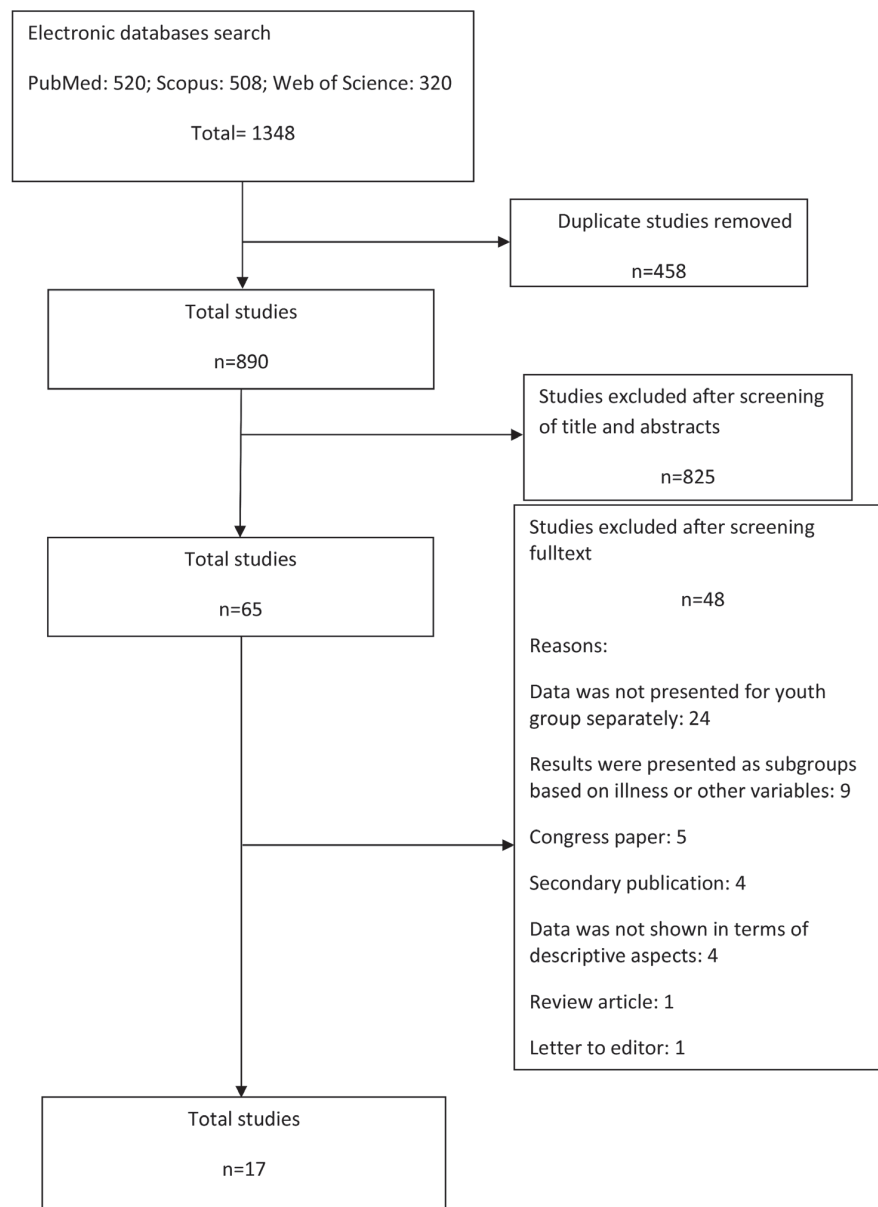 Electronic databases search
PubMed: 520; Scopus: 508; Web of Science: 320
Total= 1348
Duplicate studies removed
n=458
Total studies
n=890
Studies excluded after screening
of title and abstracts
n=825
Total studies
n=65
Studies excluded after screening
fulltext
n=48
Reasons:
Data was not presented for youth
group separately: 24
Results were presented as subgroups
based on illness or other variables: 9
Congress paper: 5
Secondary publication: 4
Data was not shown in terms of
descriptive aspects: 4
Review article: 1
Letter to editor: 1
Total studies
n=17